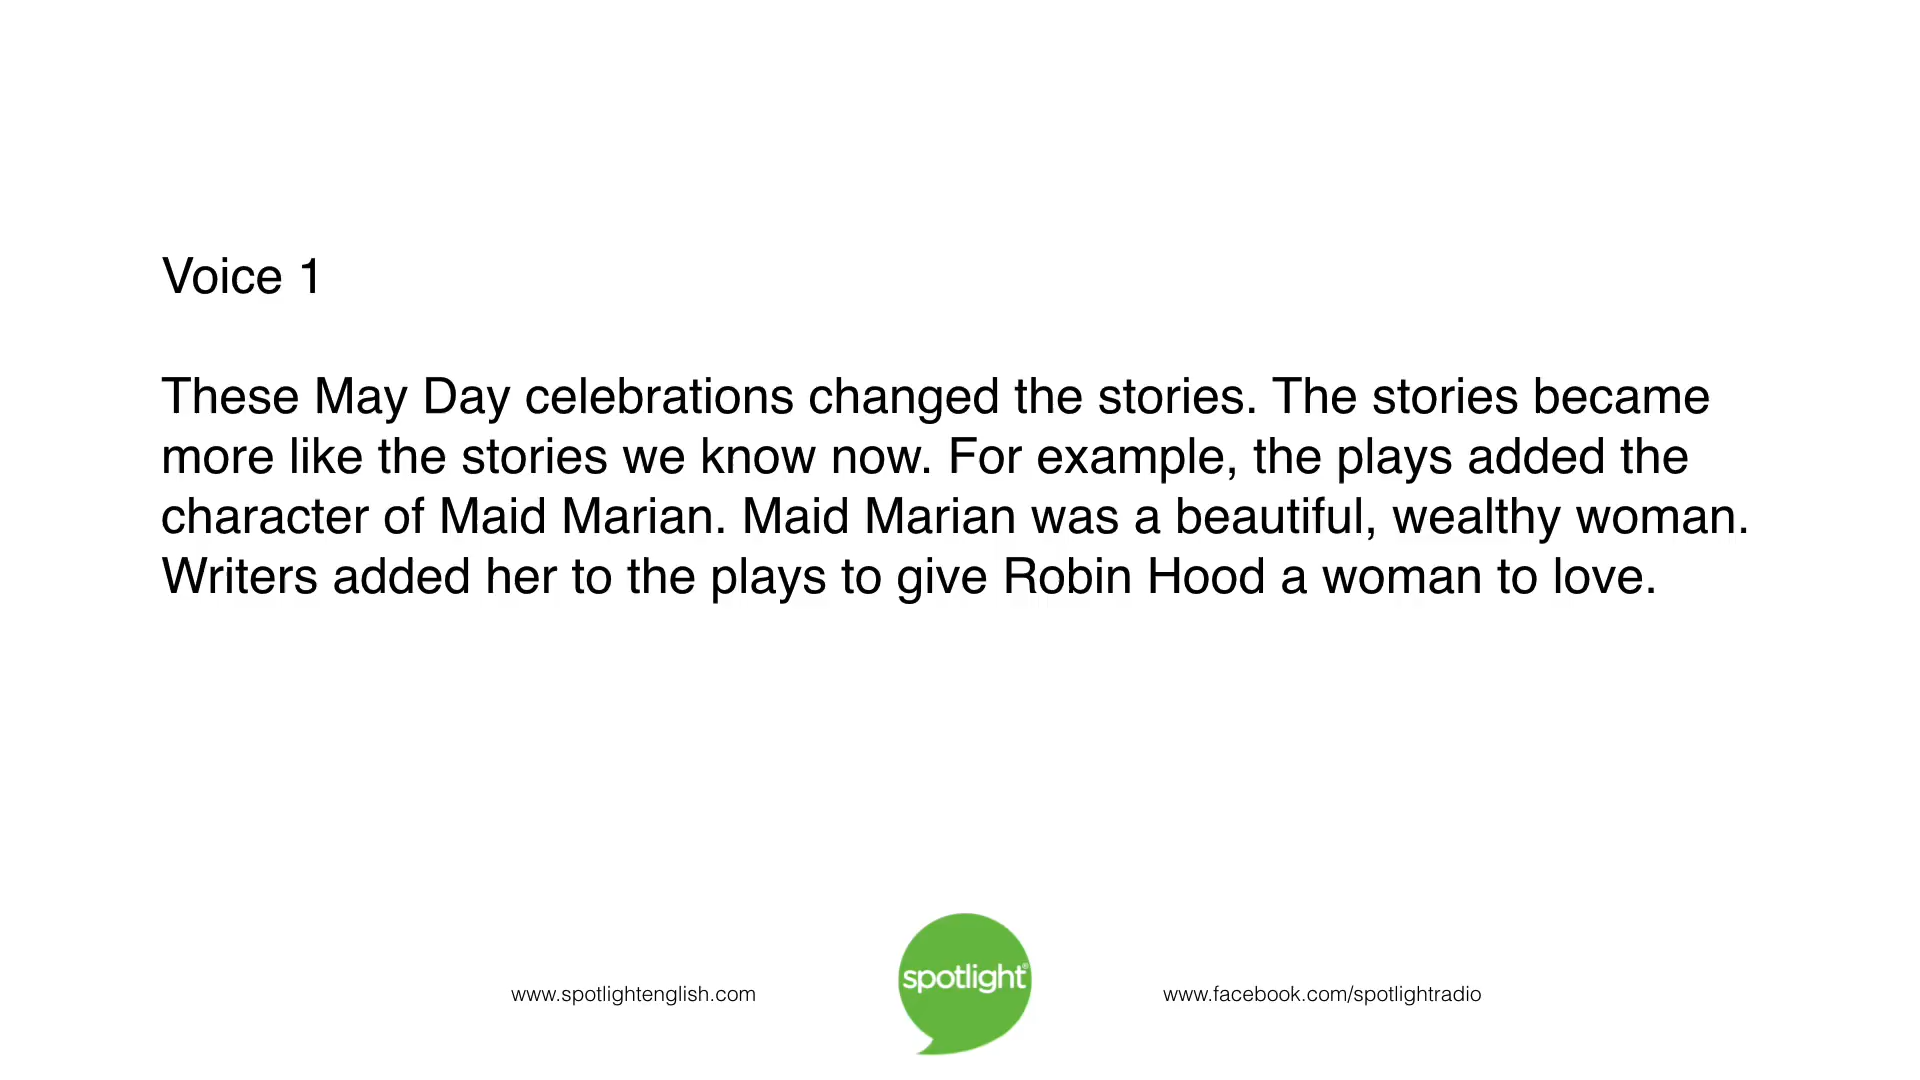 Voice 1
These May Day celebrations changed the stories. The stories became
more like the stories we know now. For example, the plays added the
character of Maid Marian. Maid Marian was a beautiful, wealthy woman.
Writers added her to the plays to give Robin Hood a woman to love.
spotlight®
www.spotlightenglish.com
www.facebook.com/spotlightradio